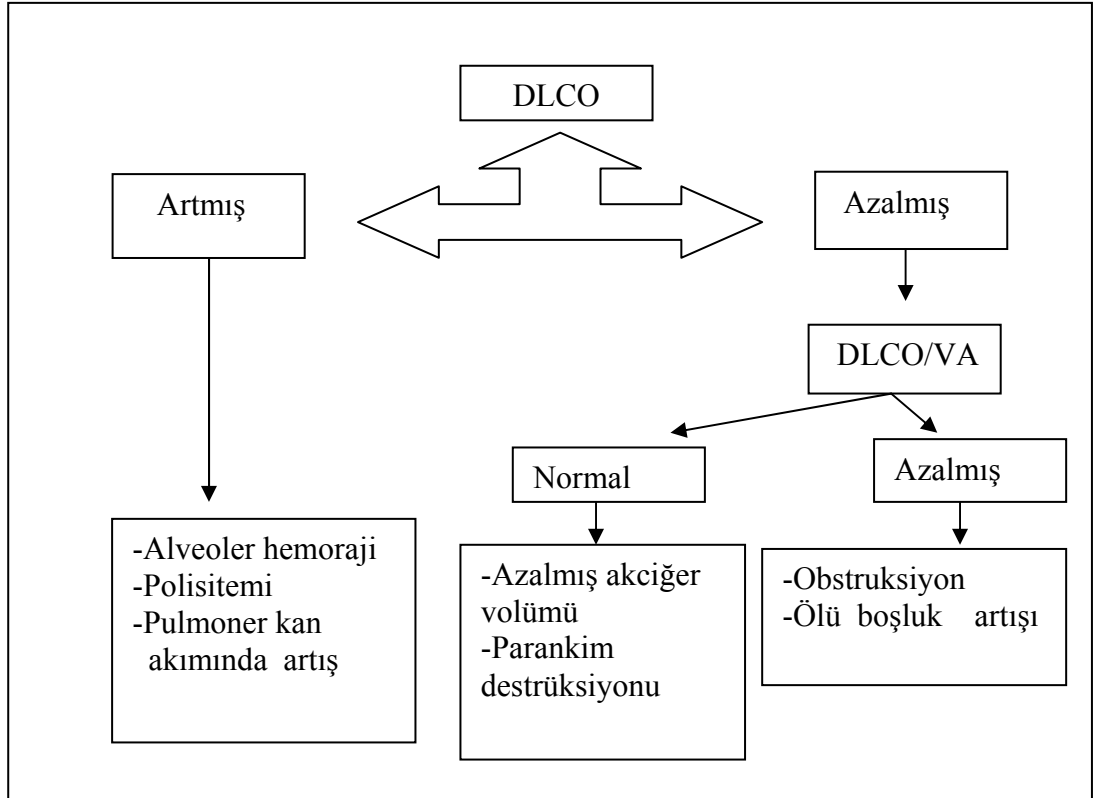 DLCO
Artmış
Azalmış
DLCO/VA
Normal
Azalmış
-Alveoler hemoraji
-Polisitemi
-Pulmoner kan
akımında artış
-Azalmış akciğer
volümü
-Parankim
destrüksiyonu
-Obstruksiyon
-Ölü boşluk artışı